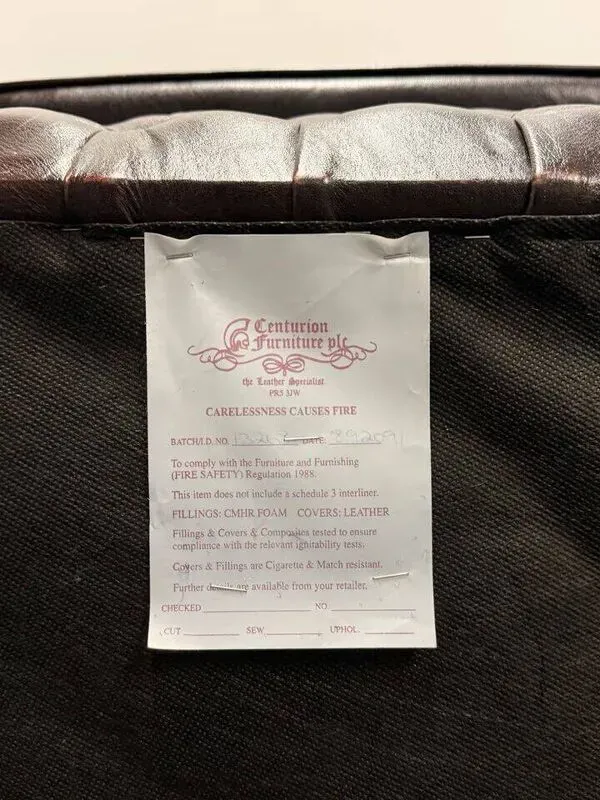 Centurion
Furniture plc
the Leather Specialist
PR5 3JW
CARELESSNESS CAUSES FIRE
BATCH/I.D. NO. DATE:
To comply with the Furniture and Furnishing
(FIRE SAFETY) Regulation 1988.
This item does not include a schedule 3 interliner.
FILLINGS: CMHR FOAM COVERS: LEATHER
Fillings & Covers & Composites tested to ensure
compliance with the relevant ignitability tests.
Covers & Fillings are Cigarette & Match resistant.
Further details are available from your retailer.
CHECKED NO.
CUT SEW UPHOL.